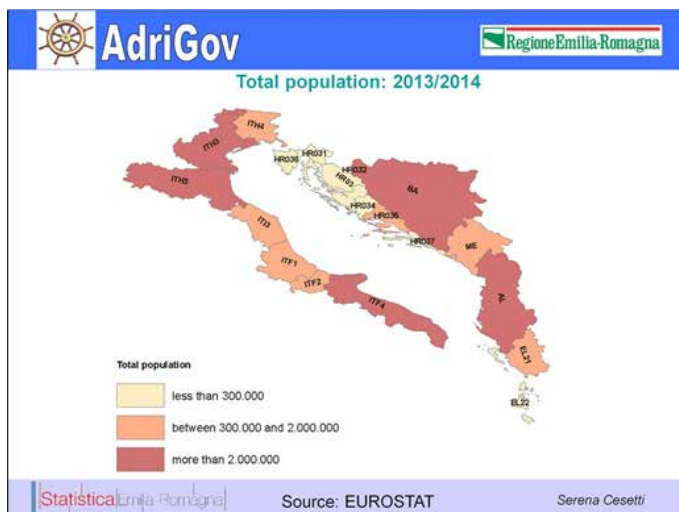 AdriGov
RegioneEmilia-Romagna
Total population: 2013/2014
ITH4
ITH3
ITH5
HR036
HR031
HR032
HR03
HR034
HR035
HR037
BA
ITI3
ITF1
ITF2
ITF4
ME
AL
EL21
EL22
Total population
less than 300.000
between 300.000 and 2.000.000
more than 2.000.000
Statistica Emilia-Romagna
Source: EUROSTAT
Serena Cesetti